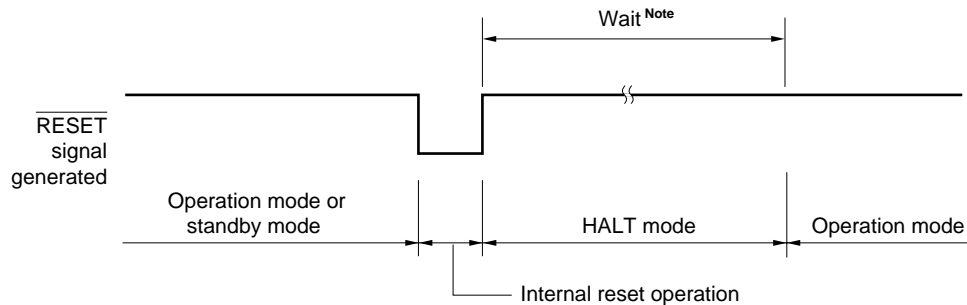 Wait Note
RESET
signal
generated
Operation mode or
standby mode
HALT mode
Operation mode
Internal reset operation